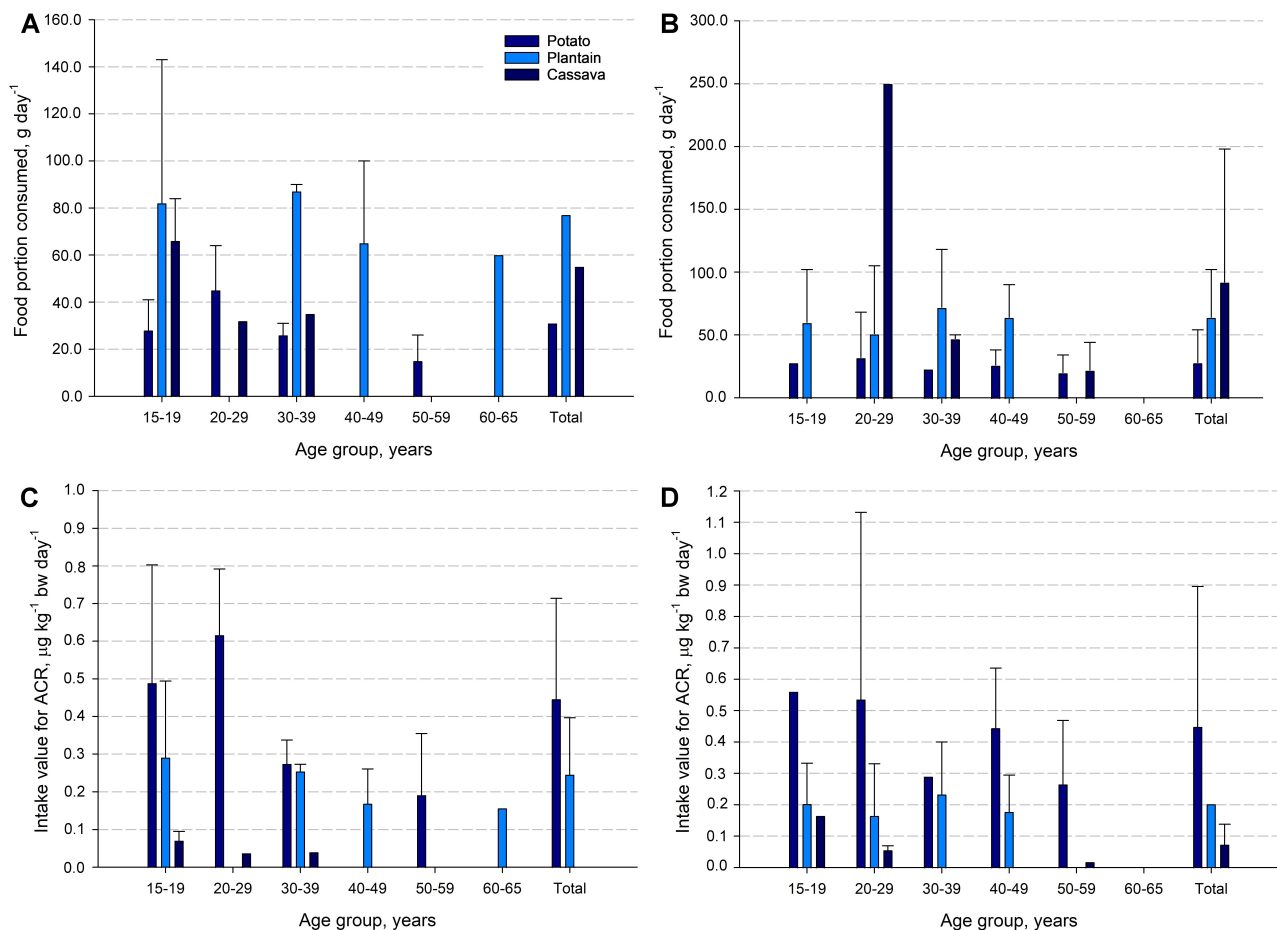 A
Food portion consumed, g day⁻¹
160.0
140.0
120.0
100.0
80.0
60.0
40.0
20.0
0.0
Potato
Plantain
Cassava
15-19 20-29 30-39 40-49 50-59 60-65 Total
Age group, years
B
Food portion consumed, g day⁻¹
300.0
250.0
200.0
150.0
100.0
50.0
0.0
15-19 20-29 30-39 40-49 50-59 60-65 Total
Age group, years
C
Intake value for ACR, µg kg⁻¹ bw day⁻¹
1.0
0.9
0.8
0.7
0.6
0.5
0.4
0.3
0.2
0.1
0.0
15-19 20-29 30-39 40-49 50-59 60-65 Total
Age group, years
D
Intake value for ACR, µg kg⁻¹ bw day⁻¹
1.2
1.1
1.0
0.9
0.8
0.7
0.6
0.5
0.4
0.3
0.2
0.1
0.0
15-19 20-29 30-39 40-49 50-59 60-65 Total
Age group, years